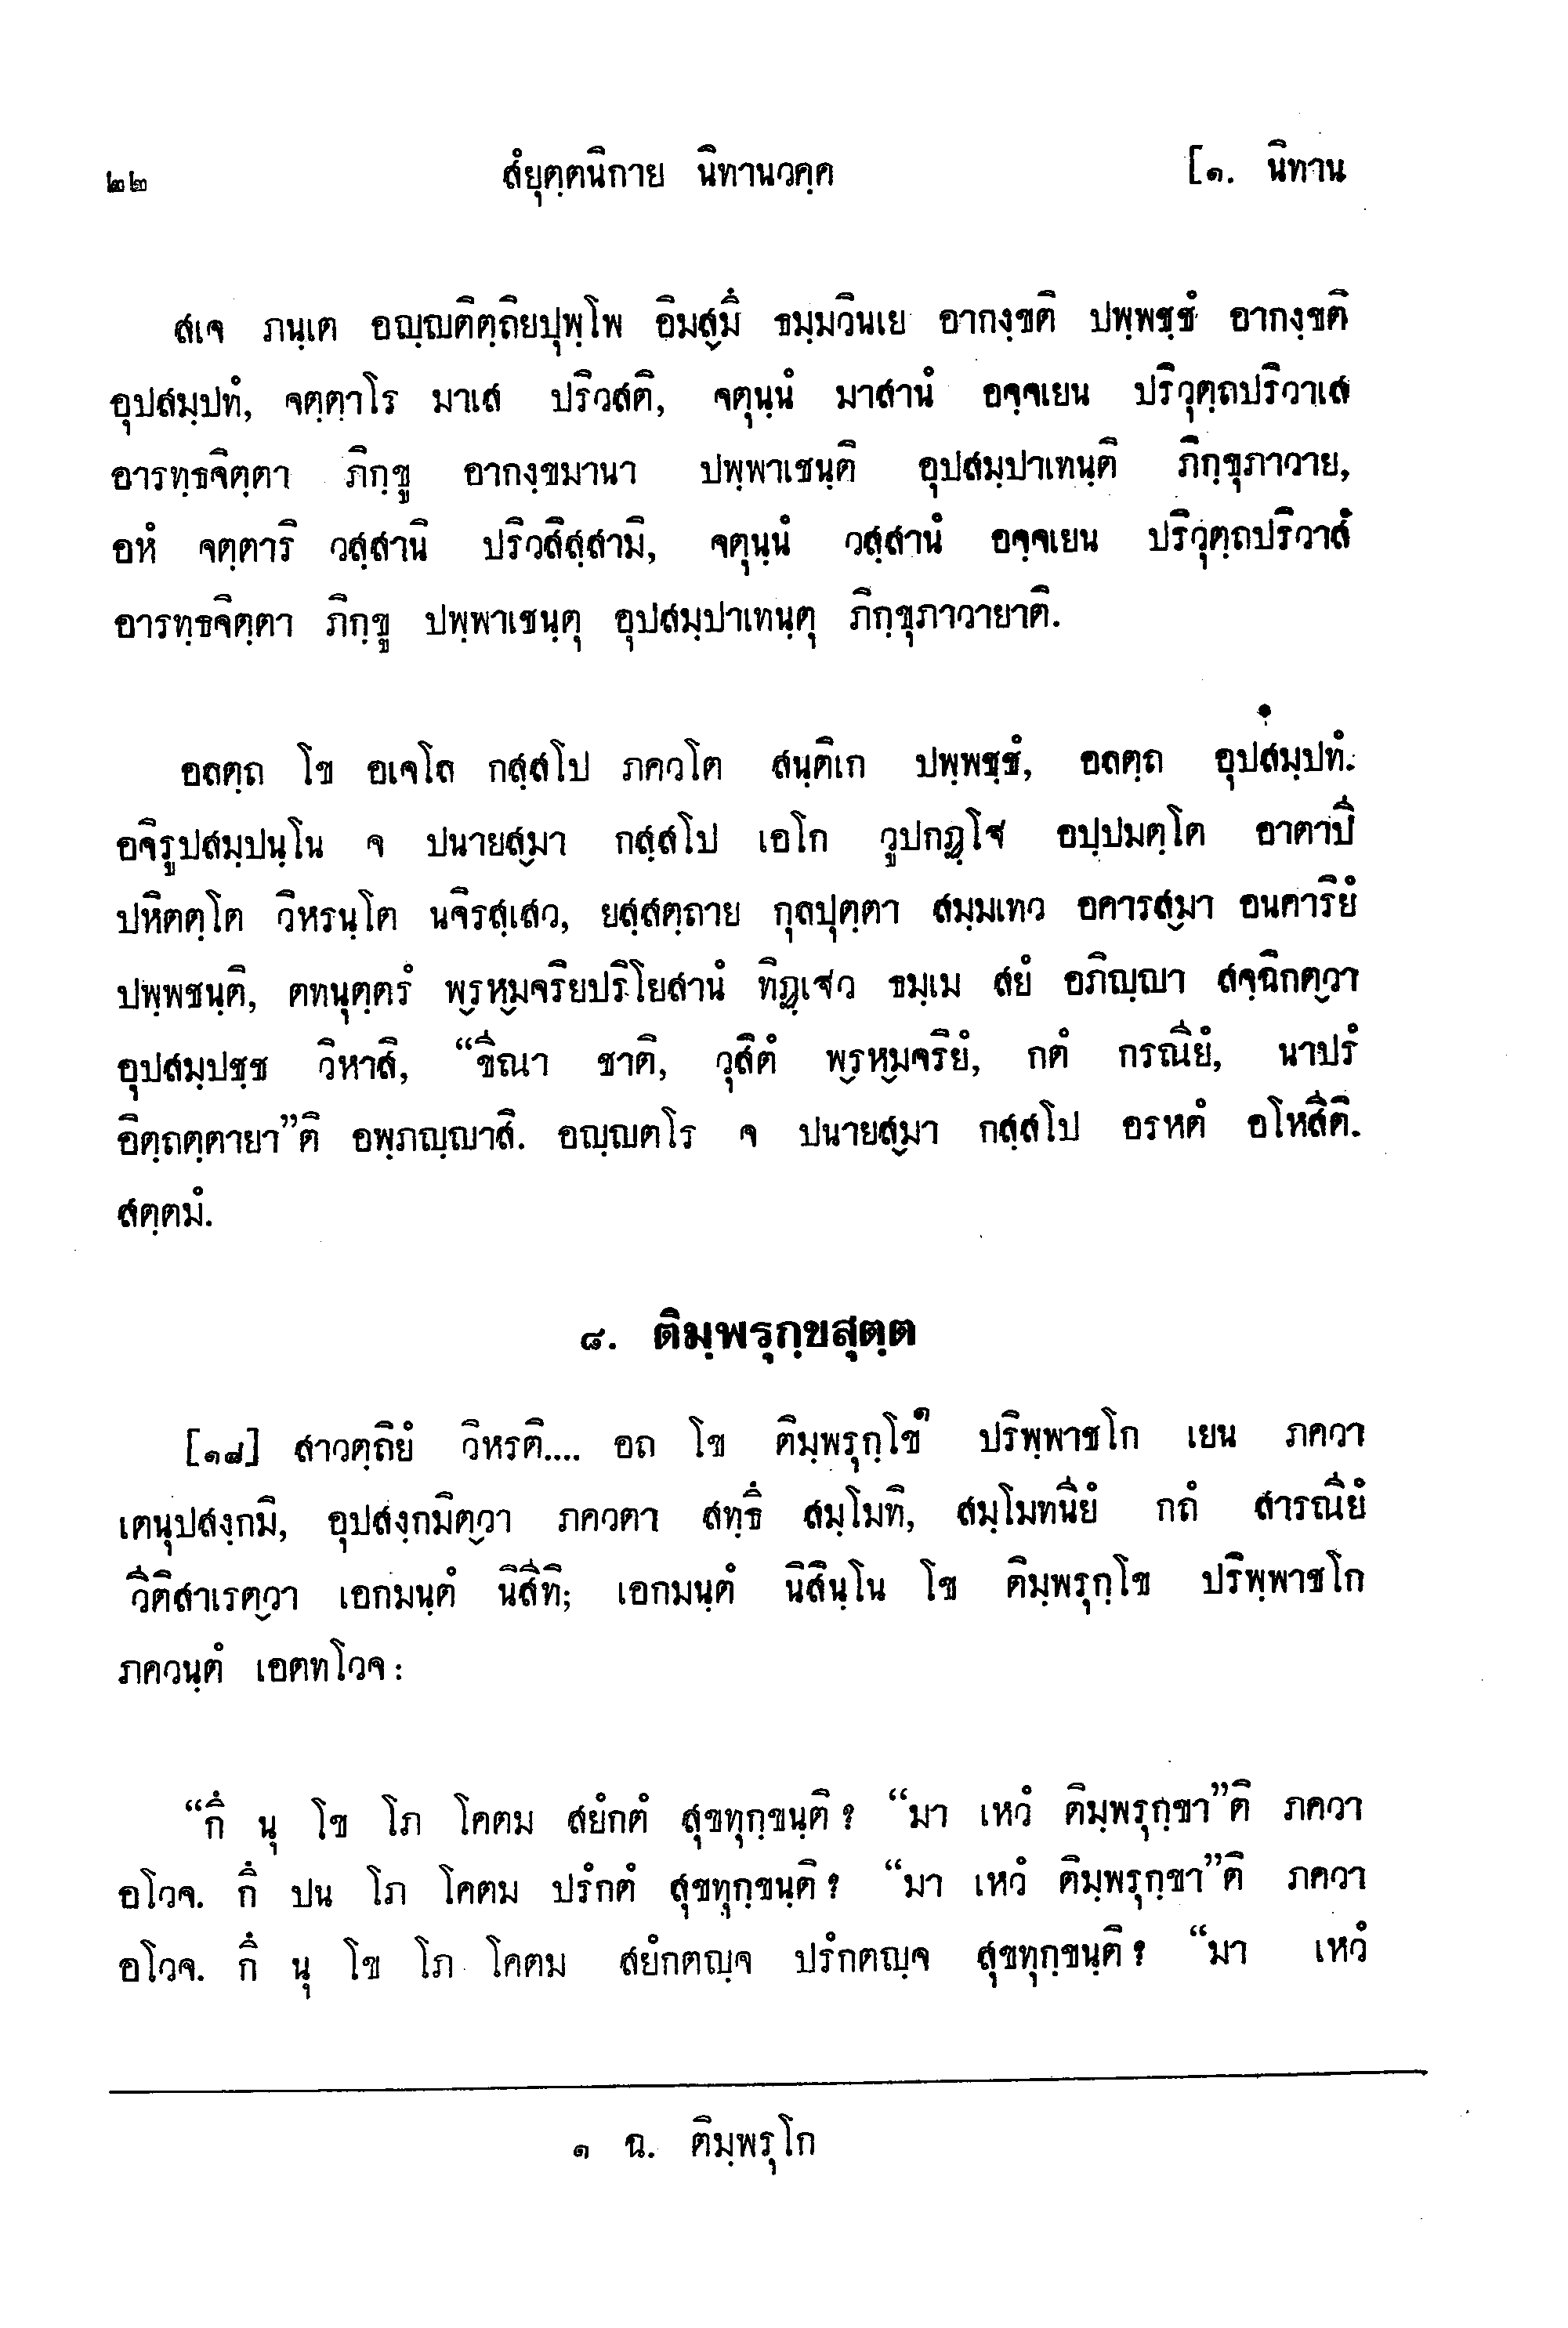 ๒๒ สํยุตฺตนิกาย นิทานวคฺค [๑. นิทาน
สเจ ภนฺเต อญฺญติตฺถิยปุพฺโพ อิมสฺมึ ธมฺมวินเย อากงฺขติ ปพฺพชฺชํ อากงฺขติ
อุปสมฺปทํ, จตฺตาโร มาเส ปริวสติ, จตุนฺนํ มาสานํ อจฺจเยน ปริวุตฺถปริวาเส
อารทฺธจิตฺตา ภิกฺขู อากงฺขมานา ปพฺพาเชนฺติ อุปสมฺปาเทนฺติ ภิกฺขุภาวาย,
อหํ จตฺตาริ วสฺสานิ ปริวสิสฺสามิ, จตุนฺนํ วสฺสานํ อจฺจเยน ปริวุตฺถปริวาสํ
อารทฺธจิตฺตา ภิกฺขู ปพฺพาเชนฺตุ อุปสมฺปาเทนฺตุ ภิกฺขุภาวายาติ.
อลตฺถ โข อเจโล กสฺสโป ภควโต สนฺติเก ปพฺพชฺชํ, อลตฺถ อุปสมฺปทํ.
อจิรูปสมฺปนฺโน จ ปนายสฺมา กสฺสโป เอโก วูปกฏฺโฐ อปฺปมตฺโต อาตาปี
ปหิตตฺโต วิหรนฺโต นจิรสฺเสว, ยสฺสตฺถาย กุลปุตฺตา สมฺมเทว อคารสฺมา อนคาริยํ
ปพฺพชนฺติ, ตทนุตฺตรํ พฺรหฺมจริยปริโยสานํ ทิฏฺเฐว ธมฺเม สยํ อภิญฺญา สจฺฉิกตฺวา
อุปสมฺปชฺช วิหาสิ, “ขีณา ชาติ, วุสิตํ พฺรหฺมจริยํ, กตํ กรณียํ, นาปรํ
อิตฺถตฺตายา”ติ อพฺภญฺญาสิ. อญฺญตโร จ ปนายสฺมา กสฺสโป อรหตํ อโหสีติ.
สตฺตมํ.
๘. ติมฺพรุกฺขสุตฺต
[๑๘] สาวตฺถิยํ วิหรติ.... อถ โข ติมฺพรุกฺโข๑ ปริพฺพาชโก เยน ภควา
เตนุปสงฺกมิ, อุปสงฺกมิตฺวา ภควตา สทฺธึ สมฺโมทิ, สมฺโมทนียํ กถํ สารณียํ
วีติสาเรตฺวา เอกมนฺตํ นิสีทิ; เอกมนฺตํ นิสินฺโน โข ติมฺพรุกฺโข ปริพฺพาชโก
ภควนฺตํ เอตทโวจ :
“กึ นุ โข โภ โคตม สยํกตํ สุขทุกฺขนฺติ ? “มา เหวํ ติมฺพรุกฺขา”ติ ภควา
อโวจ. กึ ปน โภ โคตม ปรํกตํ สุขทุกฺขนฺติ ? “มา เหวํ ติมฺพรุกฺขา”ติ ภควา
อโวจ. กึ นุ โข โภ โคตม สยํกตญฺจ ปรํกตญฺจ สุขทุกฺขนฺติ ? “มา เหวํ
๑ ฉ. ติมฺพรุโก